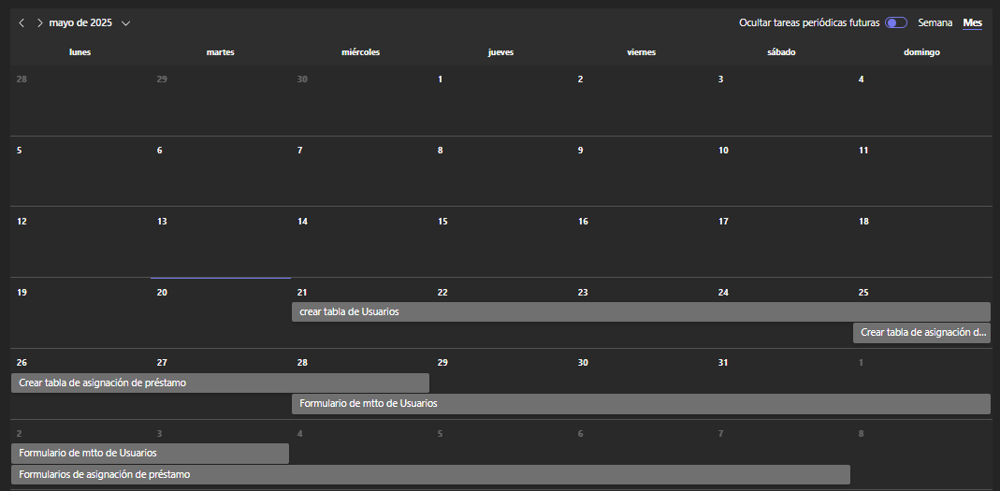 mayo de 2025
Ocultar tareas periódicas futuras Semana Mes
lunes martes miércoles jueves viernes sábado domingo
28 29 30 1 2 3 4
5 6 7 8 9 10 11
12 13 14 15 16 17 18
19 20 21 22 23 24 25
crear tabla de Usuarios
Crear tabla de asignación d...
26 27 28 29 30 31 1
Crear tabla de asignación de préstamo
Formulario de mtto de Usuarios
2 3 4 5 6 7 8
Formulario de mtto de Usuarios
Formularios de asignación de préstamo